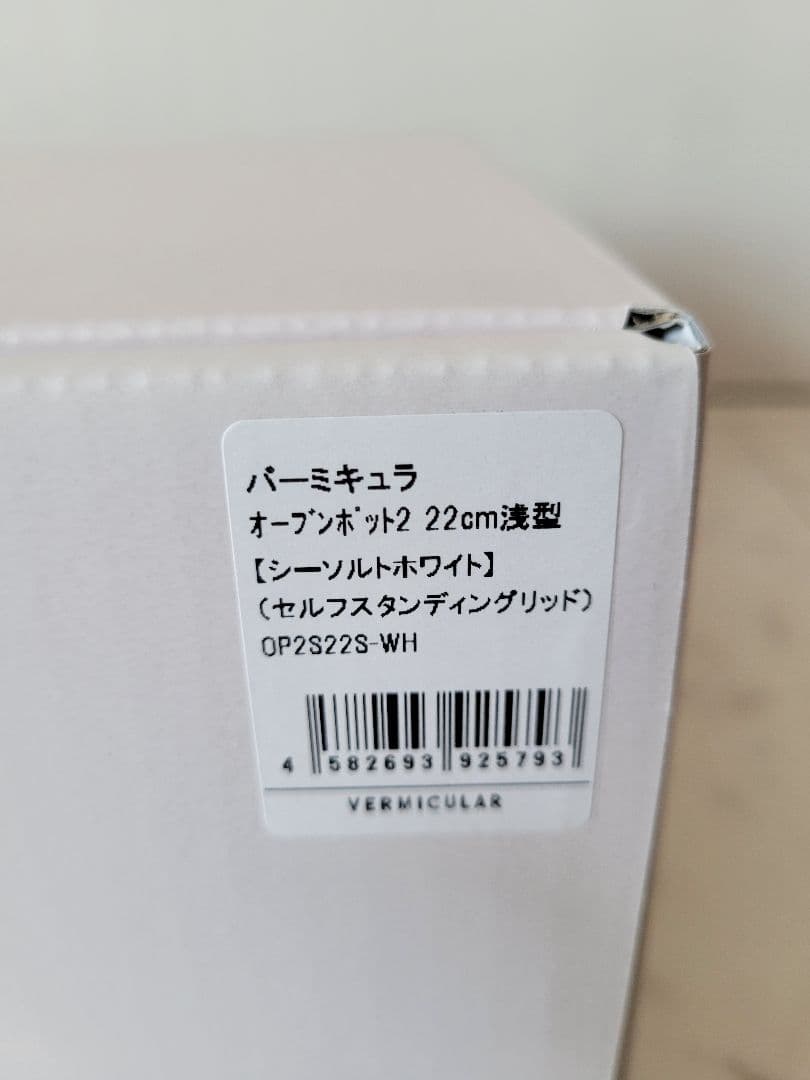 バーミキュラ
オーブンポット2 22cm浅型
【シーソルトホワイト】
(セルフスタンディングリッド)
OP2S22S-WH
4 582693 925793
VERMICULAR